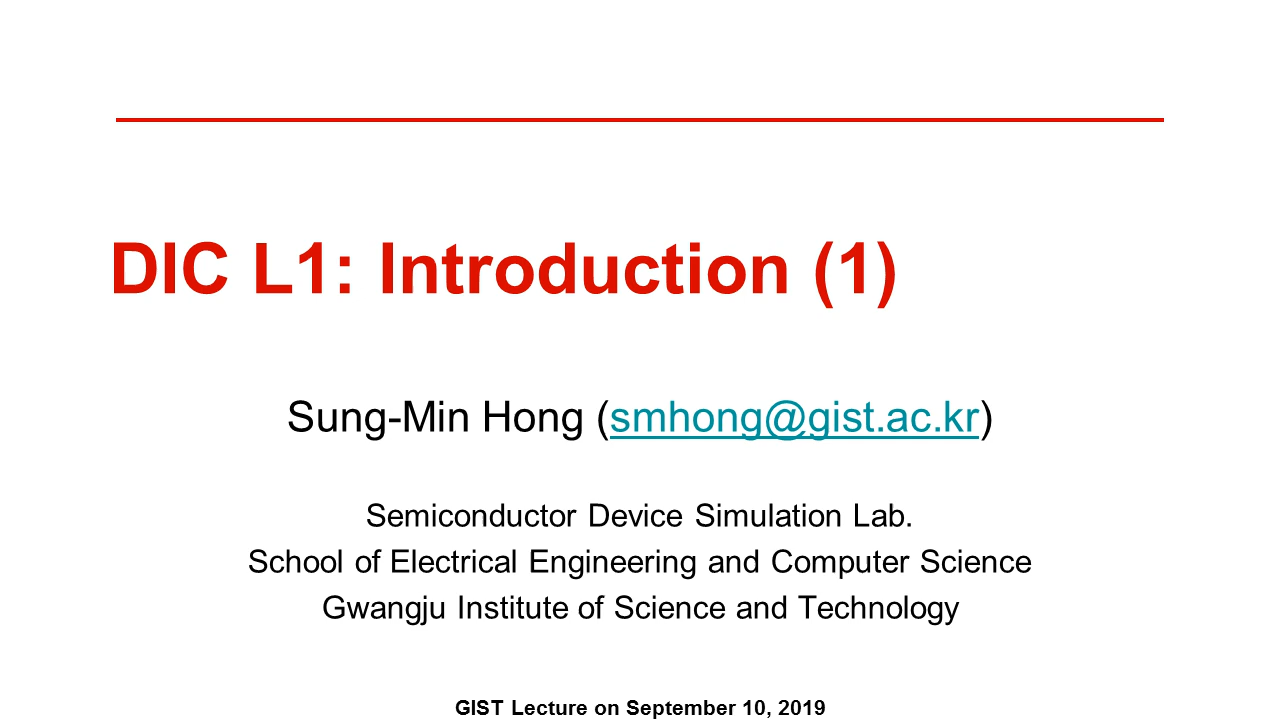 DIC L1: Introduction (1)
Sung-Min Hong (smhong@gist.ac.kr)
Semiconductor Device Simulation Lab.
School of Electrical Engineering and Computer Science
Gwangju Institute of Science and Technology
GIST Lecture on September 10, 2019